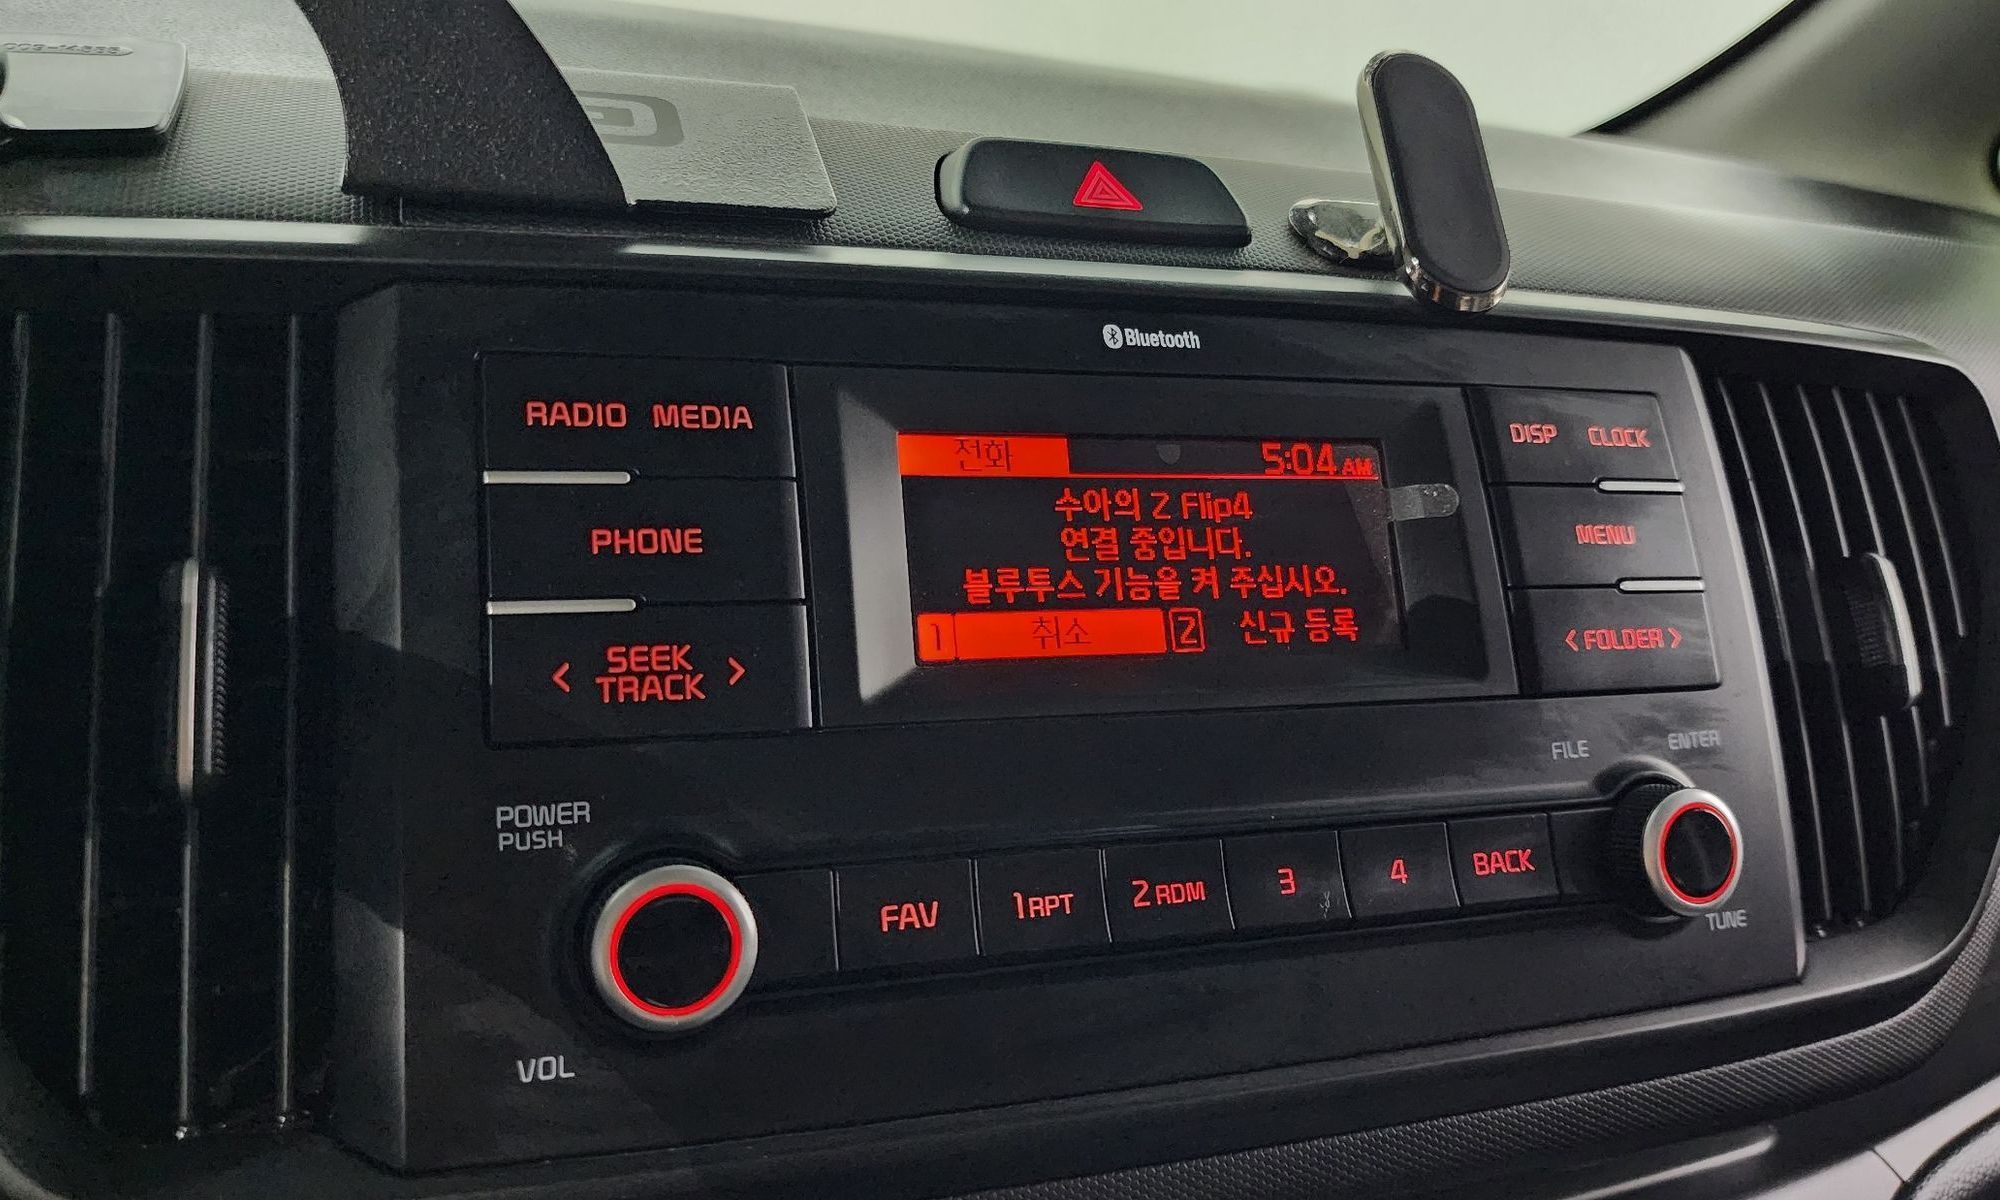 Bluetooth
RADIO MEDIA
PHONE
< SEEK TRACK >
전화 5:04 AM
수아의 Z Flip4
연결 중입니다.
블루투스 기능을 켜 주십시오.
1 취소 2 신규 등록
DISP CLOCK
MENU
< FOLDER >
FILE ENTER
POWER
PUSH
VOL
FAV 1 RPT 2 RDM 3 4 BACK
TUNE